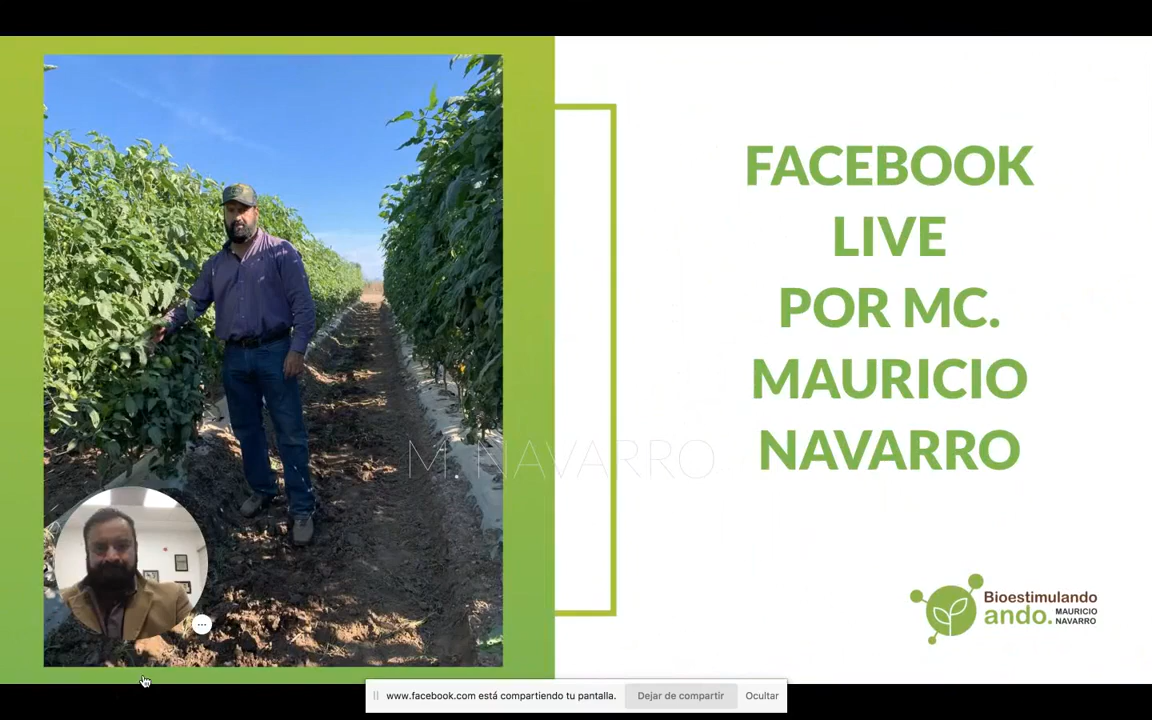 FACEBOOK
LIVE
POR MC.
MAURICIO
NAVARRO
M.NAVARRO
Bioestimulando
ando. MAURICIO
NAVARRO
www.facebook.com está compartiendo tu pantalla. Dejar de compartir Ocultar